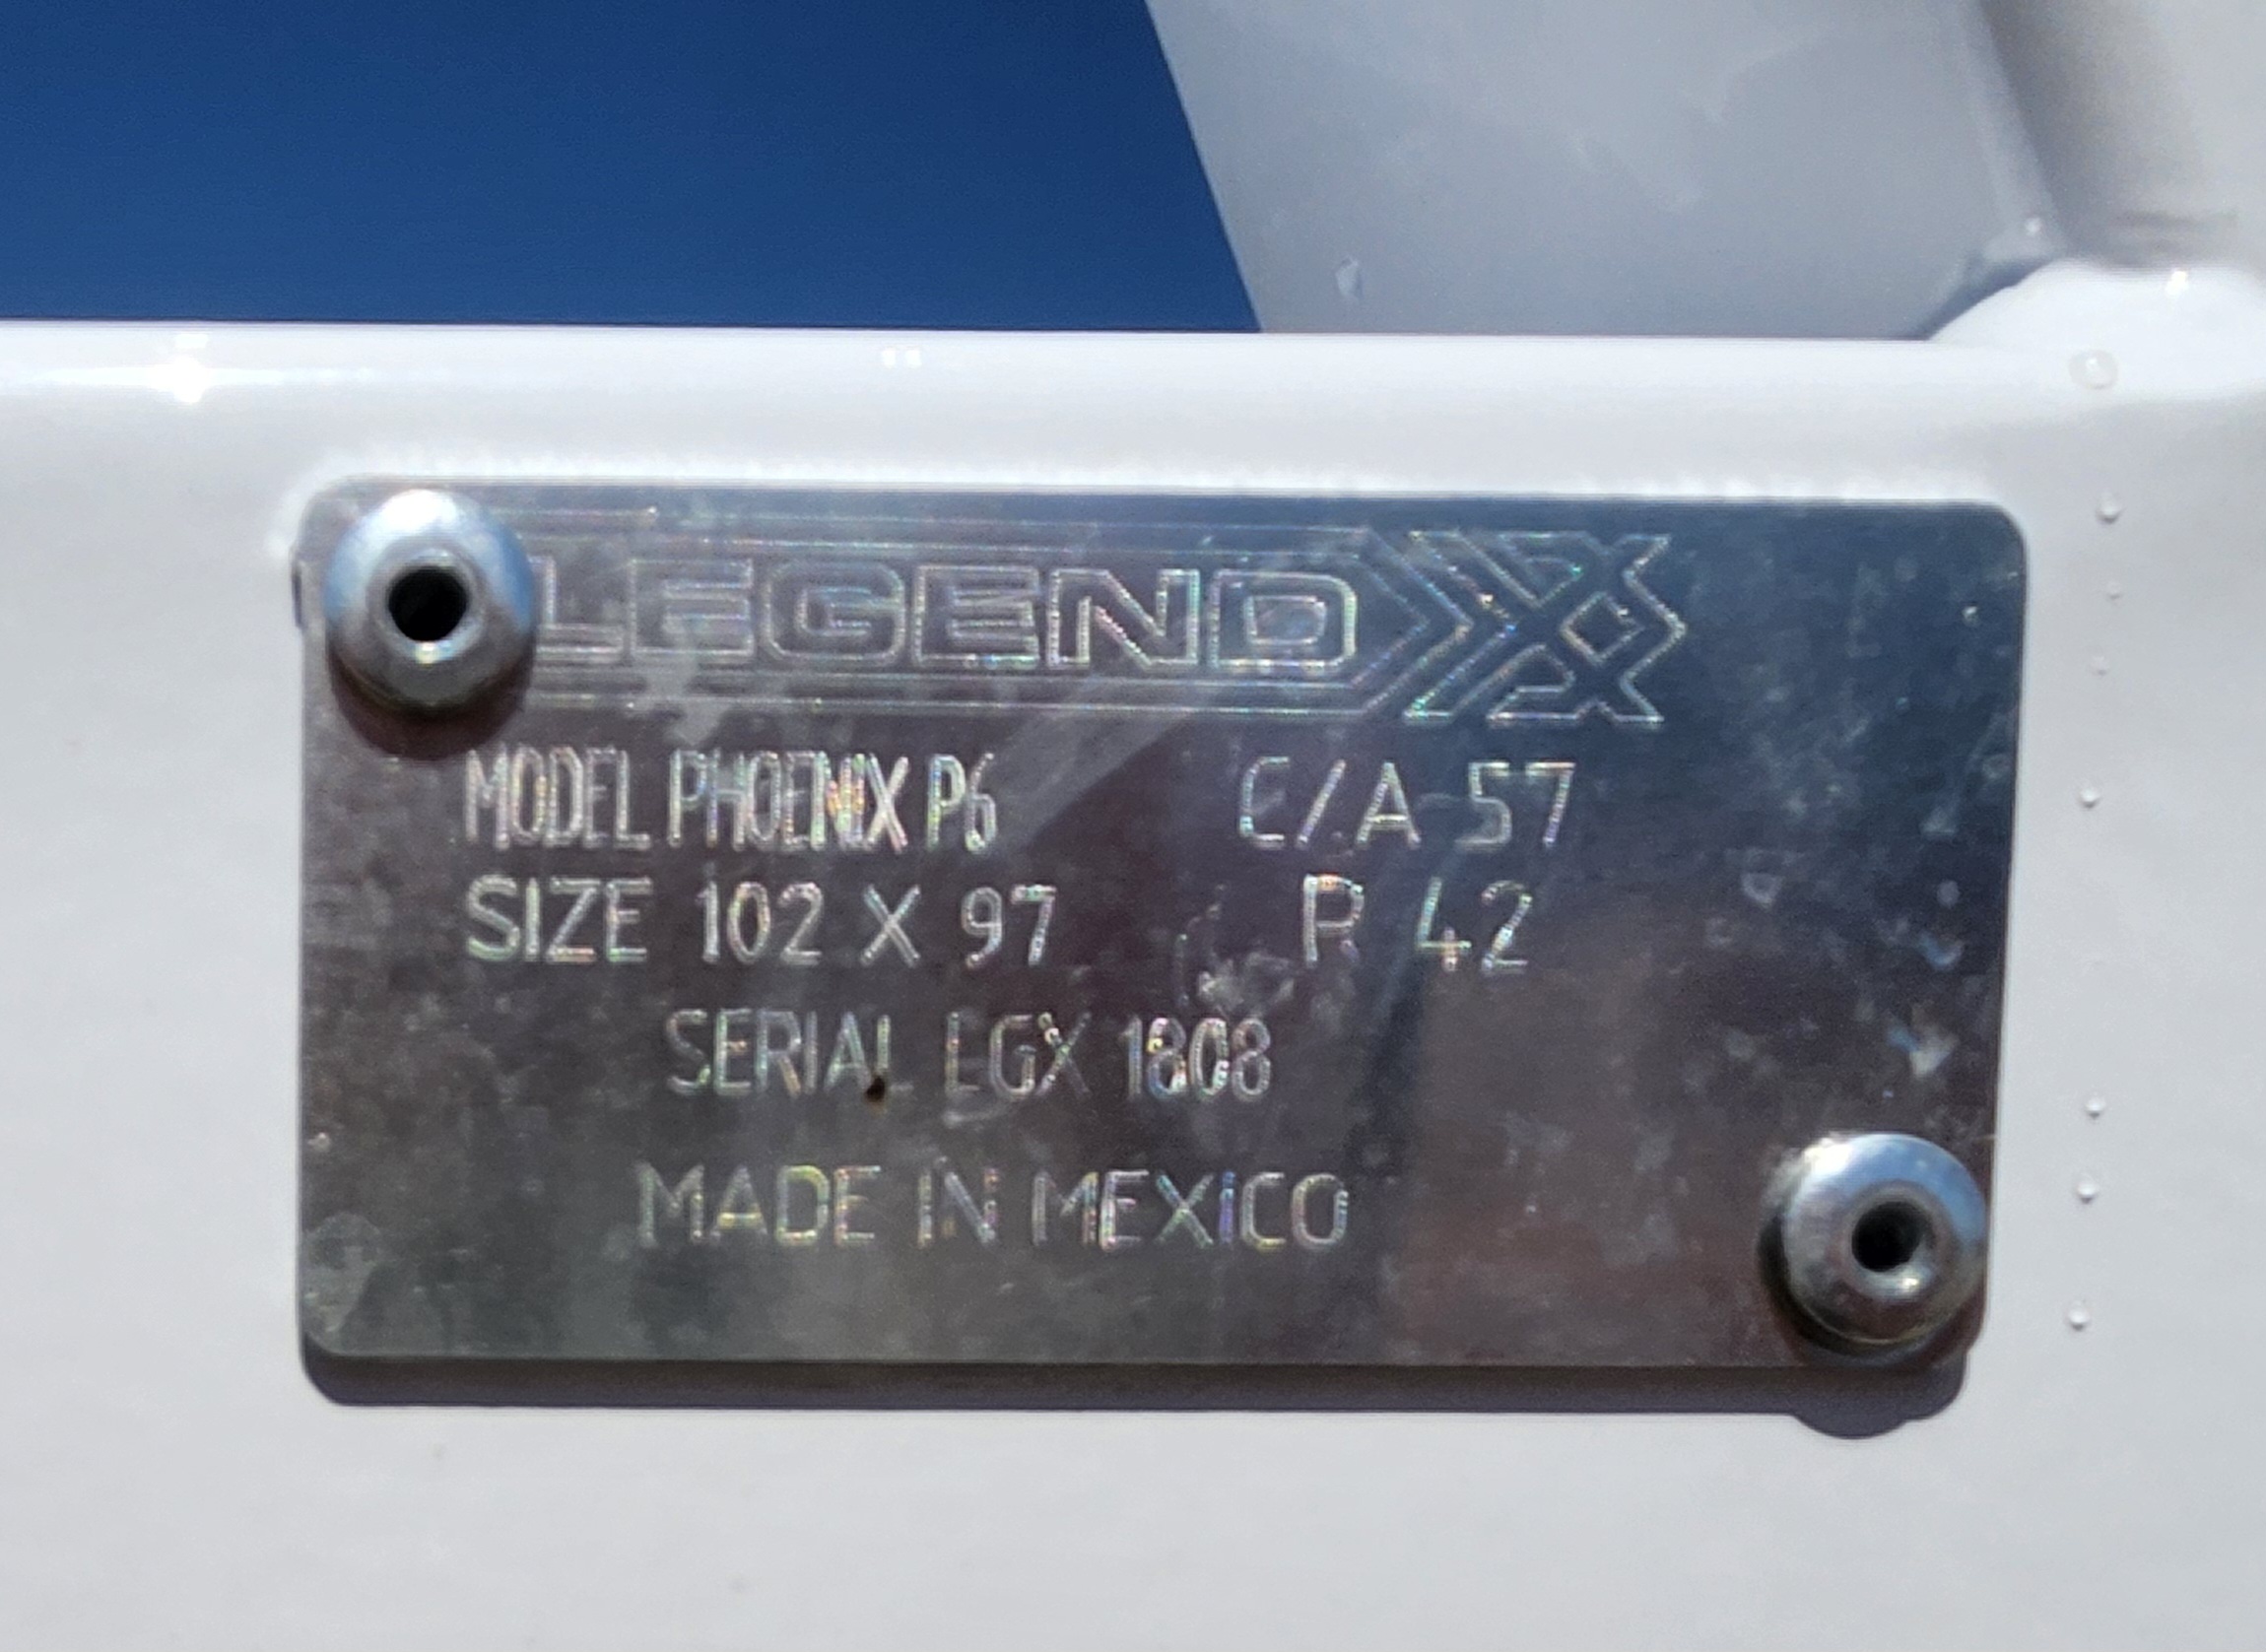 LEGEND X
MODEL PHOENIX P6 C/A 57
SIZE 102 X 97 R 42
SERIAL LGX 1808
MADE IN MEXICO